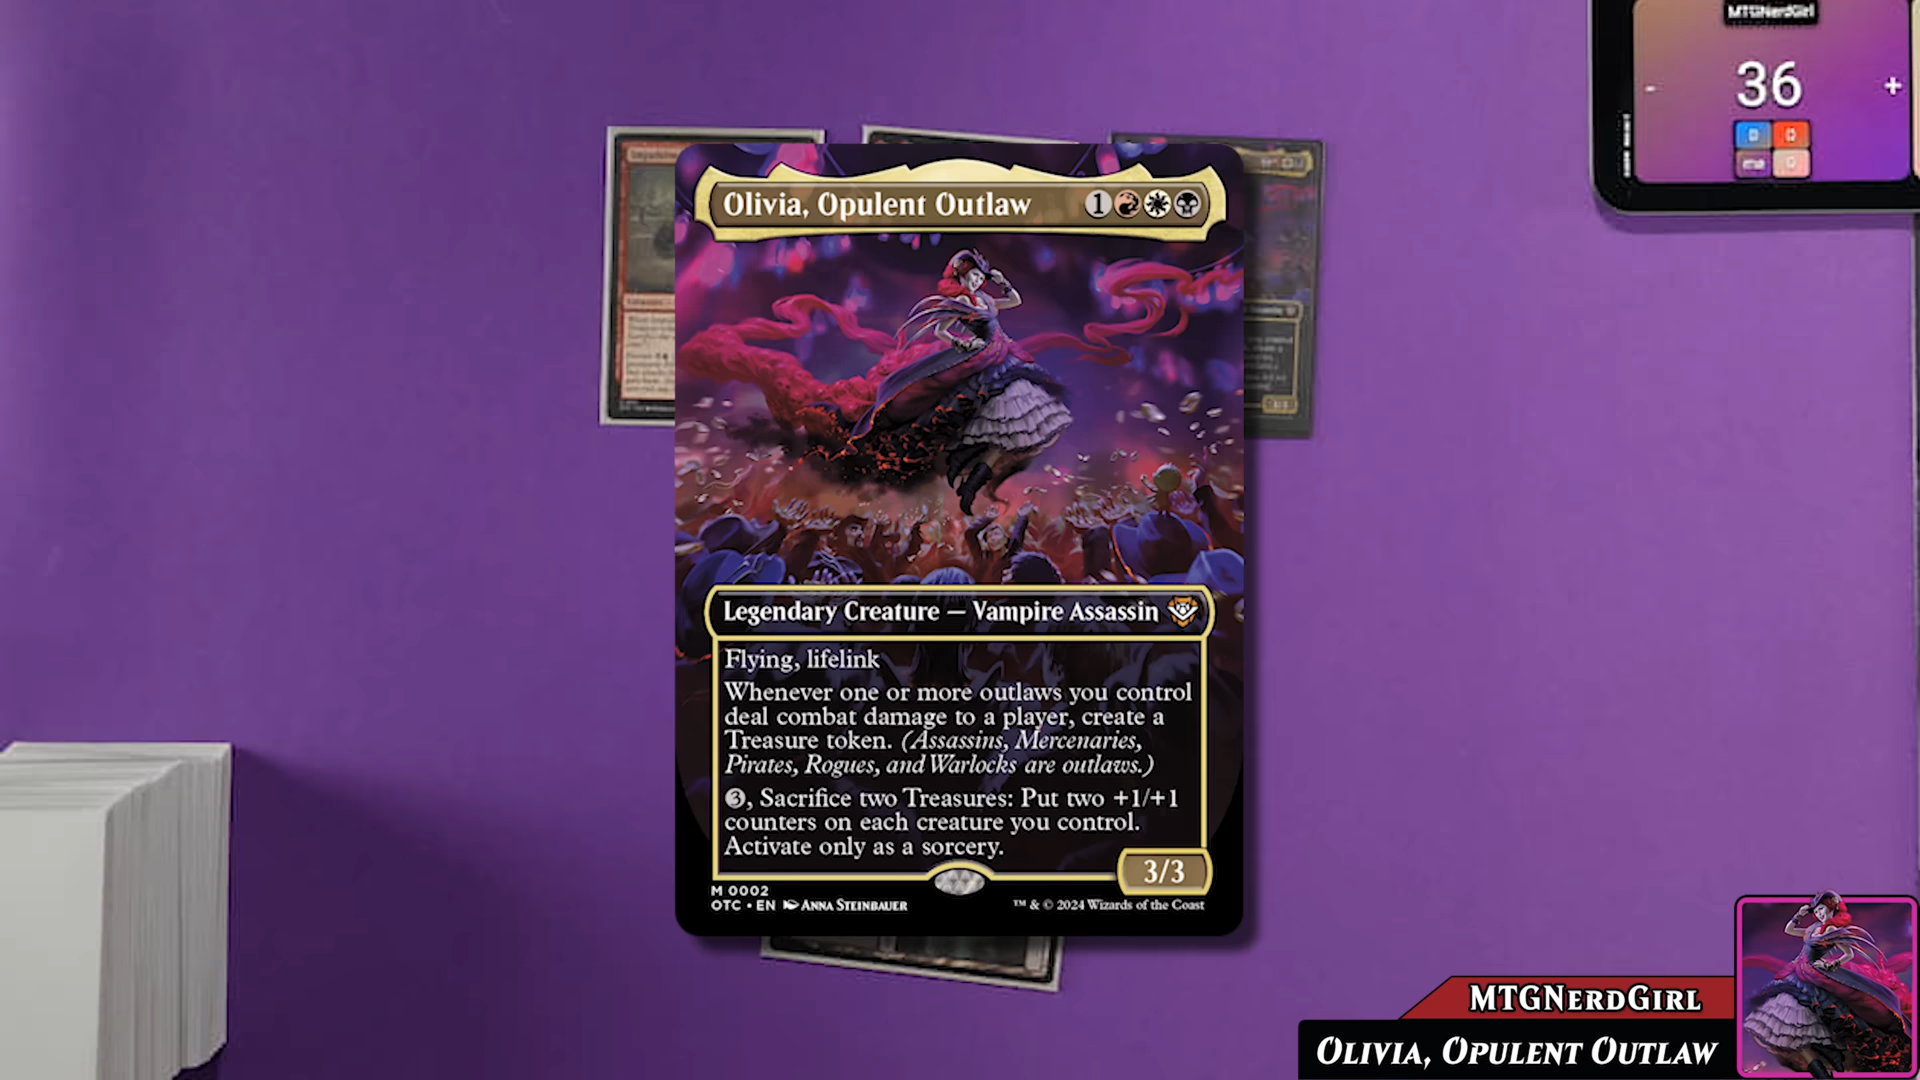 MTGNerdGirl
36
- +
Olivia, Opulent Outlaw 1
Legendary Creature — Vampire Assassin
Flying, lifelink
Whenever one or more outlaws you control
deal combat damage to a player, create a
Treasure token. (Assassins, Mercenaries,
Pirates, Rogues, and Warlocks are outlaws.)
3, Sacrifice two Treasures: Put two +1/+1
counters on each creature you control.
Activate only as a sorcery.
3/3
M 0002
OTC • EN ANNA STEINBAUER
™ & © 2024 Wizards of the Coast
MTGNERDGIRL
OLIVIA, OPULENT OUTLAW